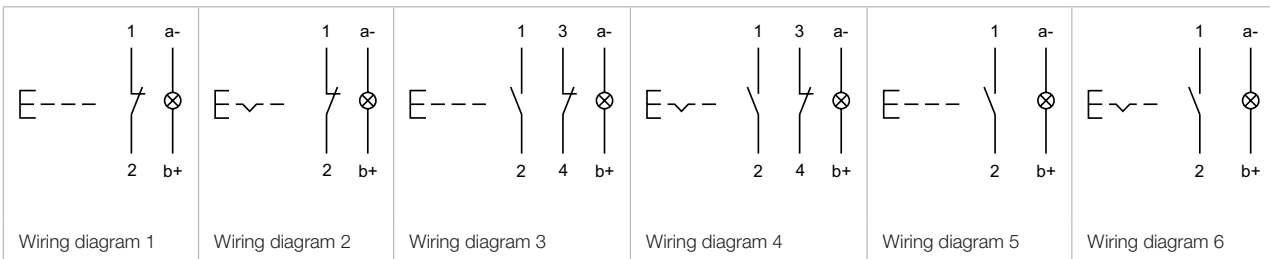 1 a-
2 b+
Wiring diagram 1
1 a-
2 b+
Wiring diagram 2
1 3 a-
2 4 b+
Wiring diagram 3
1 3 a-
2 4 b+
Wiring diagram 4
1 a-
2 b+
Wiring diagram 5
1 a-
2 b+
Wiring diagram 6